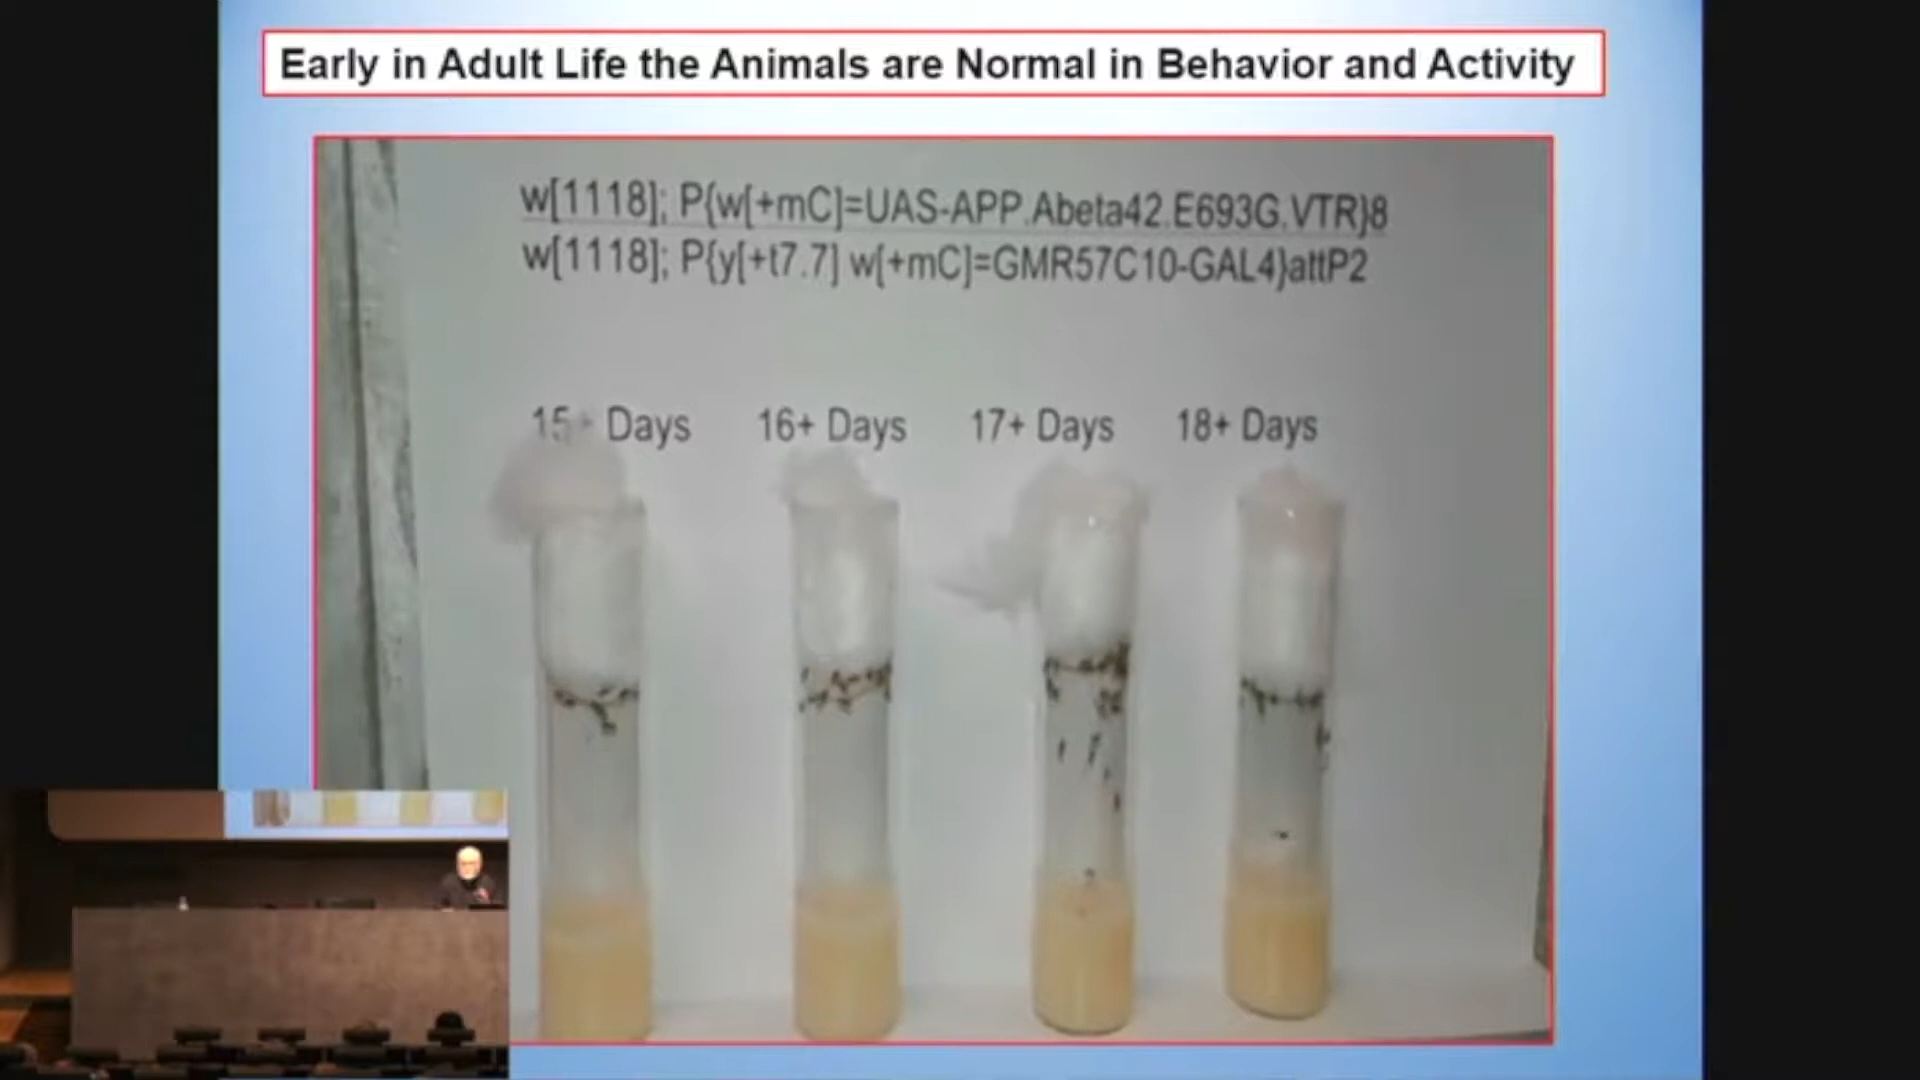 Early in Adult Life the Animals are Normal in Behavior and Activity
w[1118]; P{w[+mC]=UAS-APP.Abeta42.E693G.VTR}8
w[1118]; P{y[+t7.7] w[+mC]=GMR57C10-GAL4}attP2
15+ Days 16+ Days 17+ Days 18+ Days